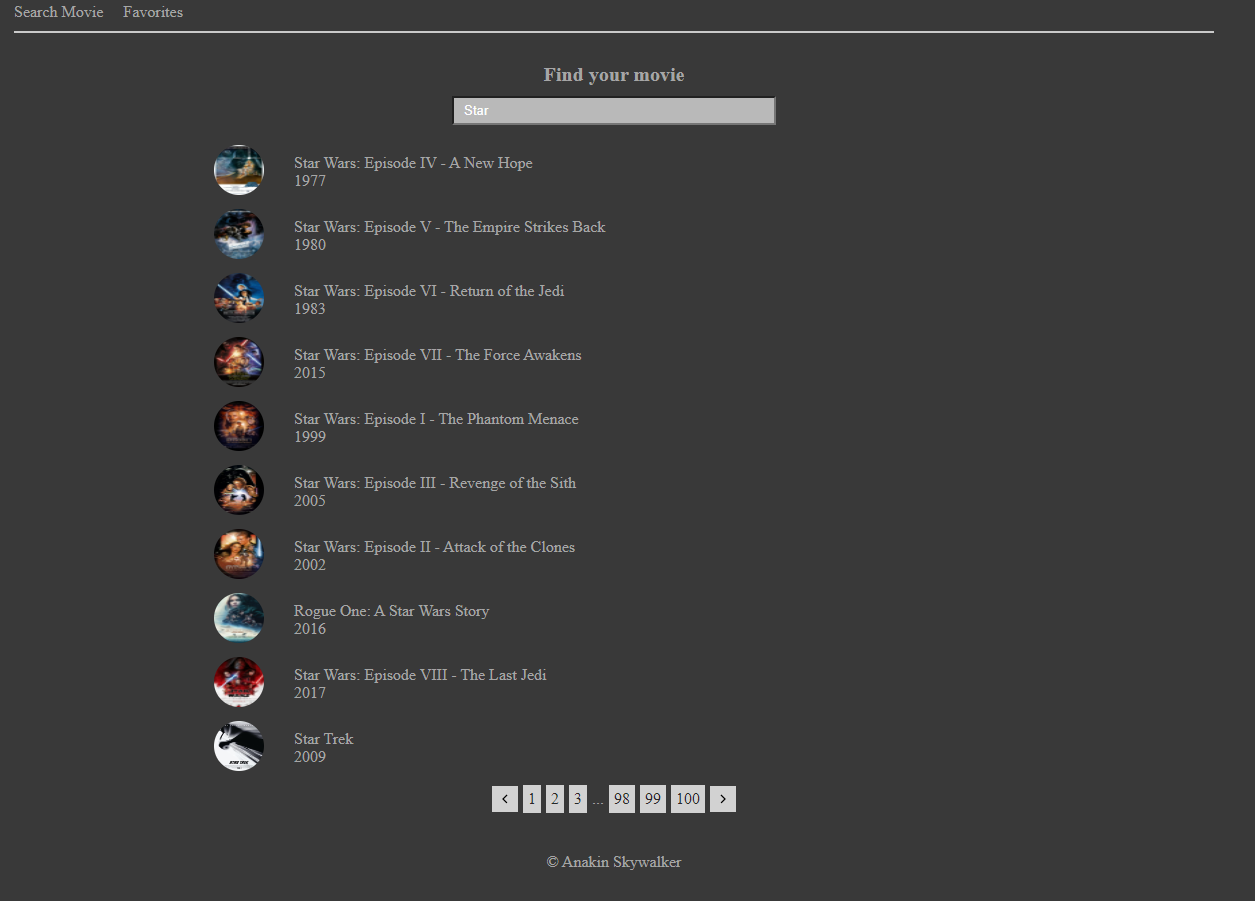 Search Movie Favorites
Find your movie
Star
Star Wars: Episode IV - A New Hope
1977
Star Wars: Episode V - The Empire Strikes Back
1980
Star Wars: Episode VI - Return of the Jedi
1983
Star Wars: Episode VII - The Force Awakens
2015
Star Wars: Episode I - The Phantom Menace
1999
Star Wars: Episode III - Revenge of the Sith
2005
Star Wars: Episode II - Attack of the Clones
2002
Rogue One: A Star Wars Story
2016
Star Wars: Episode VIII - The Last Jedi
2017
STAR TREK
Star Trek
2009
< 1 2 3 ... 98 99 100 >
© Anakin Skywalker